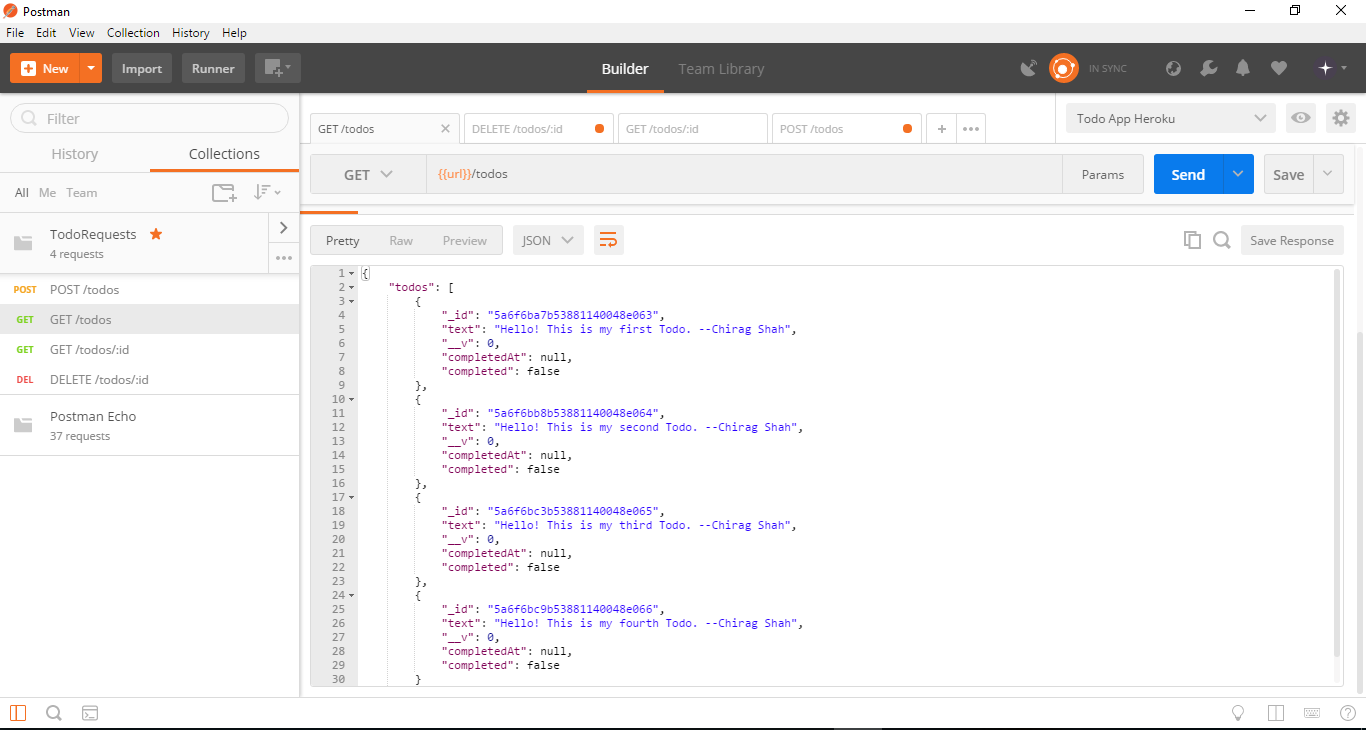 Postman
File Edit View Collection History Help
New Import Runner Builder Team Library IN SYNC
Filter
History Collections
All Me Team
TodoRequests
4 requests
POST POST /todos
GET GET /todos
GET GET /todos/:id
DEL DELETE /todos/:id
Postman Echo
37 requests
GET /todos DELETE /todos/:id GET /todos/:id POST /todos Todo App Heroku
GET {{url}}/todos Params Send Save
Pretty Raw Preview JSON Save Response
1 {
2 "todos": [
3 {
4 "_id": "5a6f6ba7b53881140048e063",
5 "text": "Hello! This is my first Todo. --Chirag Shah",
6 "__v": 0,
7 "completedAt": null,
8 "completed": false
9 },
10 {
11 "_id": "5a6f6bb8b53881140048e064",
12 "text": "Hello! This is my second Todo. --Chirag Shah",
13 "__v": 0,
14 "completedAt": null,
15 "completed": false
16 },
17 {
18 "_id": "5a6f6bc3b53881140048e065",
19 "text": "Hello! This is my third Todo. --Chirag Shah",
20 "__v": 0,
21 "completedAt": null,
22 "completed": false
23 },
24 {
25 "_id": "5a6f6bc9b53881140048e066",
26 "text": "Hello! This is my fourth Todo. --Chirag Shah",
27 "__v": 0,
28 "completedAt": null,
29 "completed": false
30 }